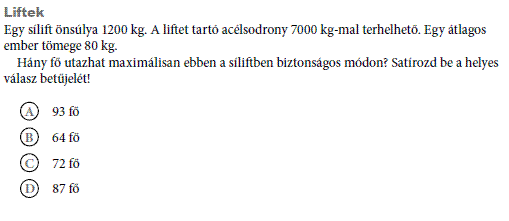 Liftek
Egy sílift önsúlya 1200 kg. A liftet tartó acélsodrony 7000 kg-mal terhelhető. Egy átlagos
ember tömege 80 kg.
Hány fő utazhat maximálisan ebben a síliftben biztonságos módon? Satírozd be a helyes
válasz betűjelét!
A 93 fő
B 64 fő
C 72 fő
D 87 fő